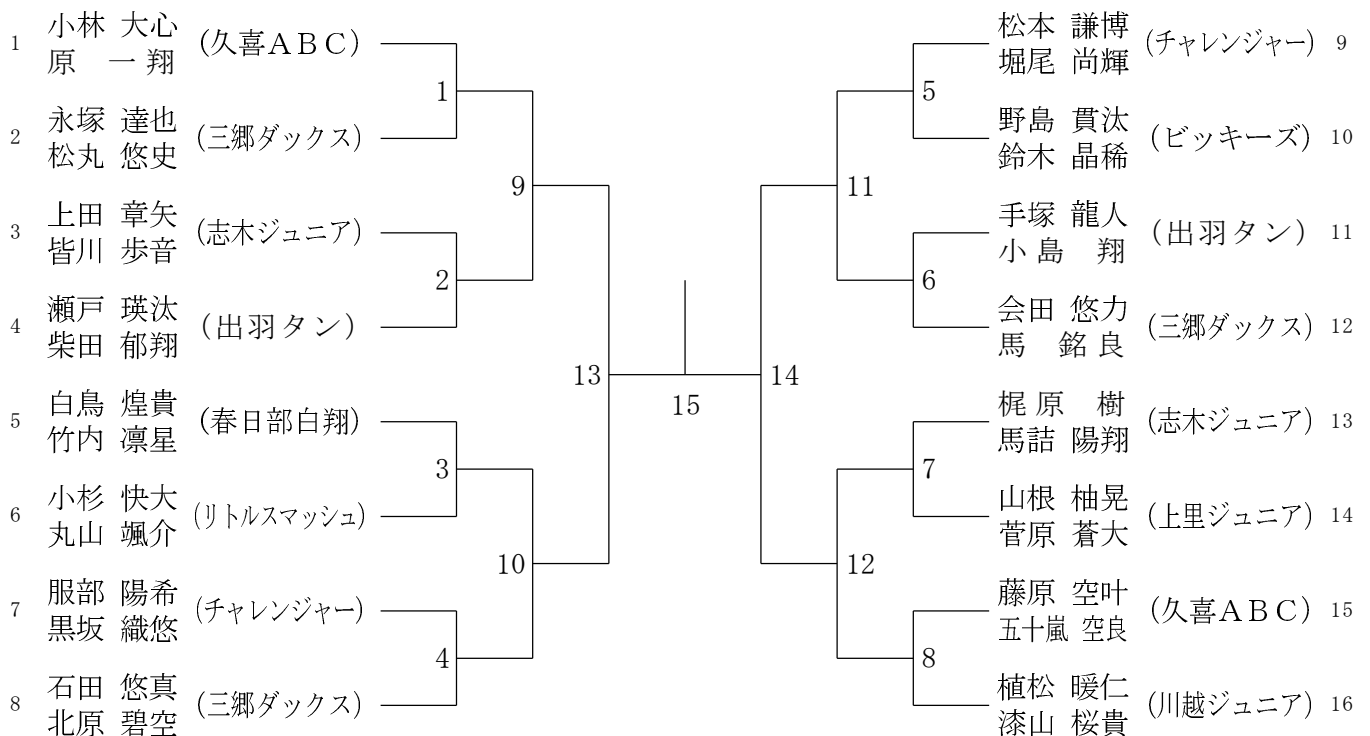 1 小林 大心 (久喜ＡＢＣ)
原 一翔
2 永塚 達也 (三郷ダックス)
松丸 悠史
3 上田 章矢 (志木ジュニア)
皆川 歩音
4 瀬戸 瑛汰 (出羽タン)
柴田 郁翔
5 白鳥 煌貴 (春日部白翔)
竹内 凛星
6 小杉 快大 (リトルスマッシュ)
丸山 颯介
7 服部 陽希 (チャレンジャー)
黒坂 織悠
8 石田 悠真 (三郷ダックス)
北原 碧空
1
2
3
4
9
10
13
15
14
11
12
5
6
7
8
松本 謙博 (チャレンジャー) 9
堀尾 尚輝
野島 貫汰 (ビッキーズ) 10
鈴木 晶稀
手塚 龍人 (出羽タン) 11
小島 翔
会田 悠力 (三郷ダックス) 12
馬 銘良
梶原 樹 (志木ジュニア) 13
馬詰 陽翔
山根 柚晃 (上里ジュニア) 14
菅原 蒼大
藤原 空叶 (久喜ＡＢＣ) 15
五十嵐 空良
植松 暖仁 (川越ジュニア) 16
漆山 桜貴